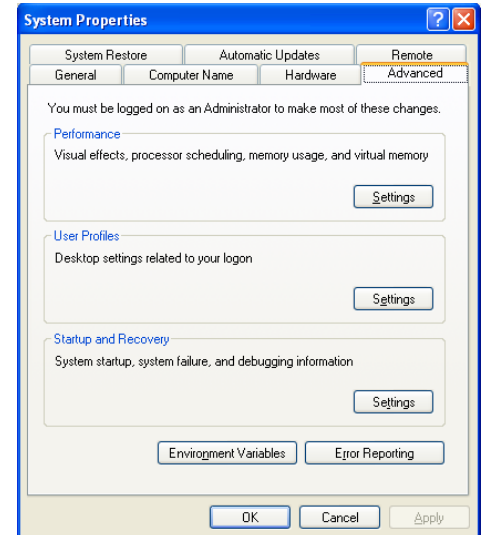 System Properties
System Restore Automatic Updates Remote
General Computer Name Hardware Advanced
You must be logged on as an Administrator to make most of these changes.
Performance
Visual effects, processor scheduling, memory usage, and virtual memory
Settings
User Profiles
Desktop settings related to your logon
Settings
Startup and Recovery
System startup, system failure, and debugging information
Settings
Environment Variables Error Reporting
OK Cancel Apply